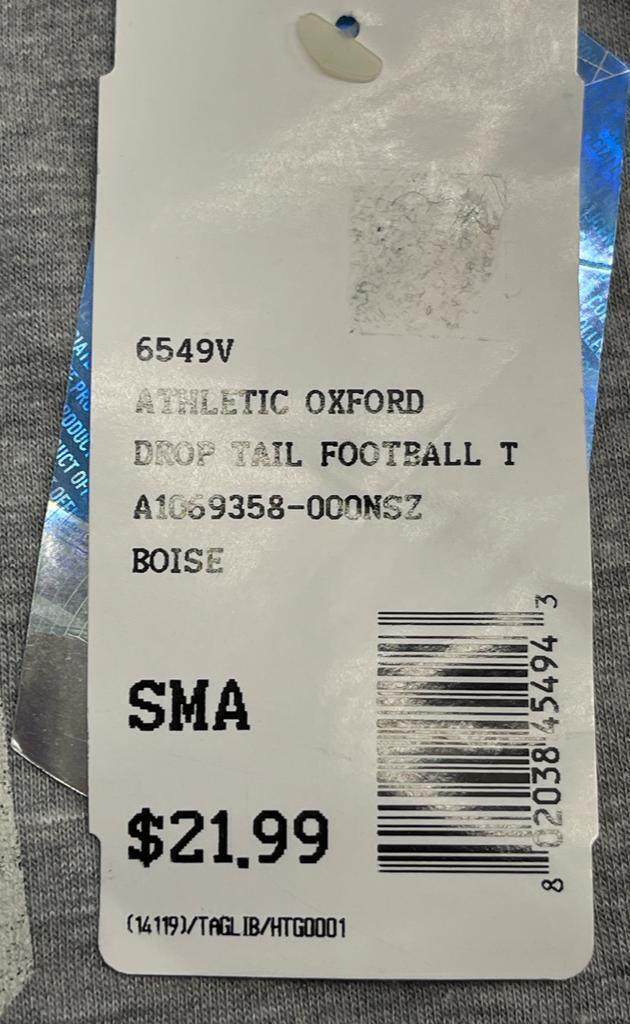 6549V
ATHLETIC OXFORD
DROP TAIL FOOTBALL T
A1069358-000NSZ
BOISE
SMA
$21.99
8 02038 45494 3
(14119)/TAGLIB/HTG0001